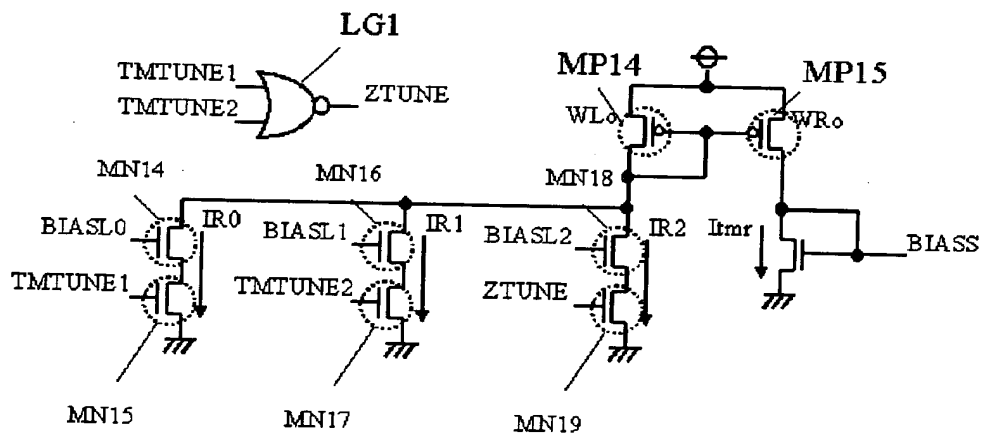 LG1
TMTUNE1
TMTUNE2
ZTUNE
MP14
MP15
WLo
WRo
MN14
MN16
MN18
BIASL0
IR0
BIASL1
IR1
BIASL2
IR2
Itmr
BIASS
TMTUNE1
TMTUNE2
ZTUNE
MN15
MN17
MN19